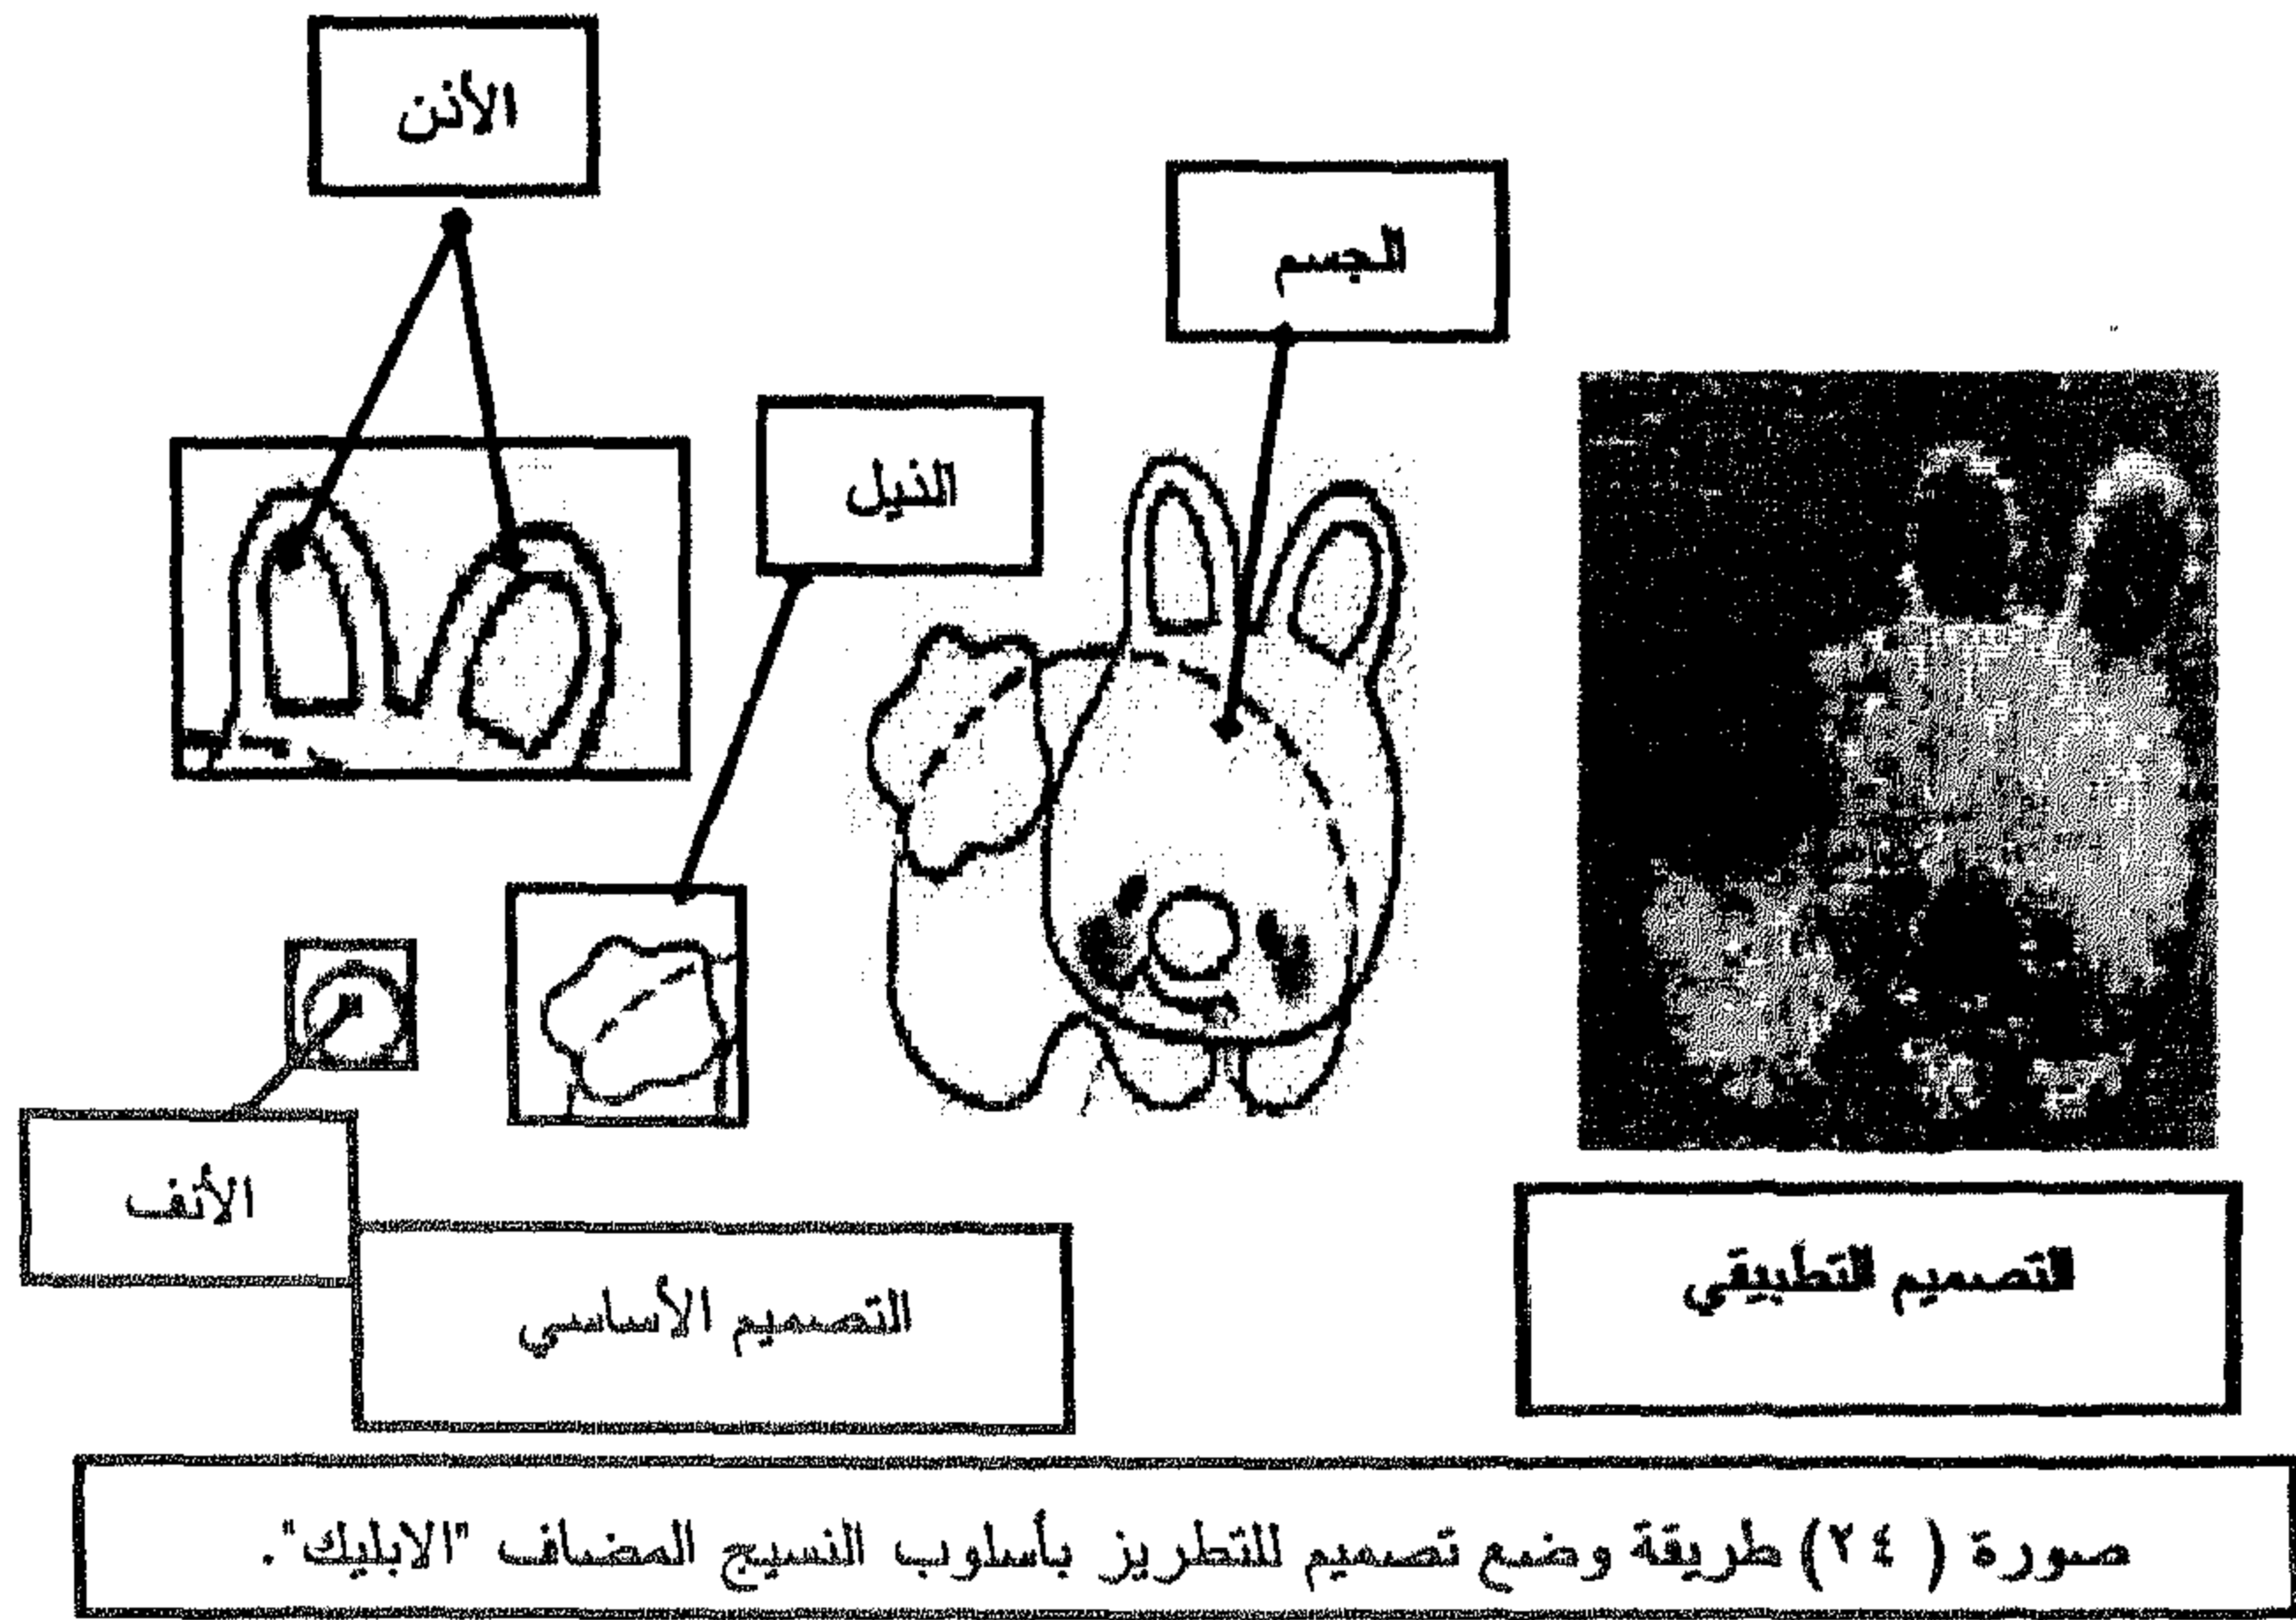 الأذن
الجسم
الذيل
الأنف
التصميم التطبيقي
التصميم الأساسي
صورة ( ٢٤) طريقة وضع تصميم للتطريز بأسلوب النسيج المضاف "الابليك".